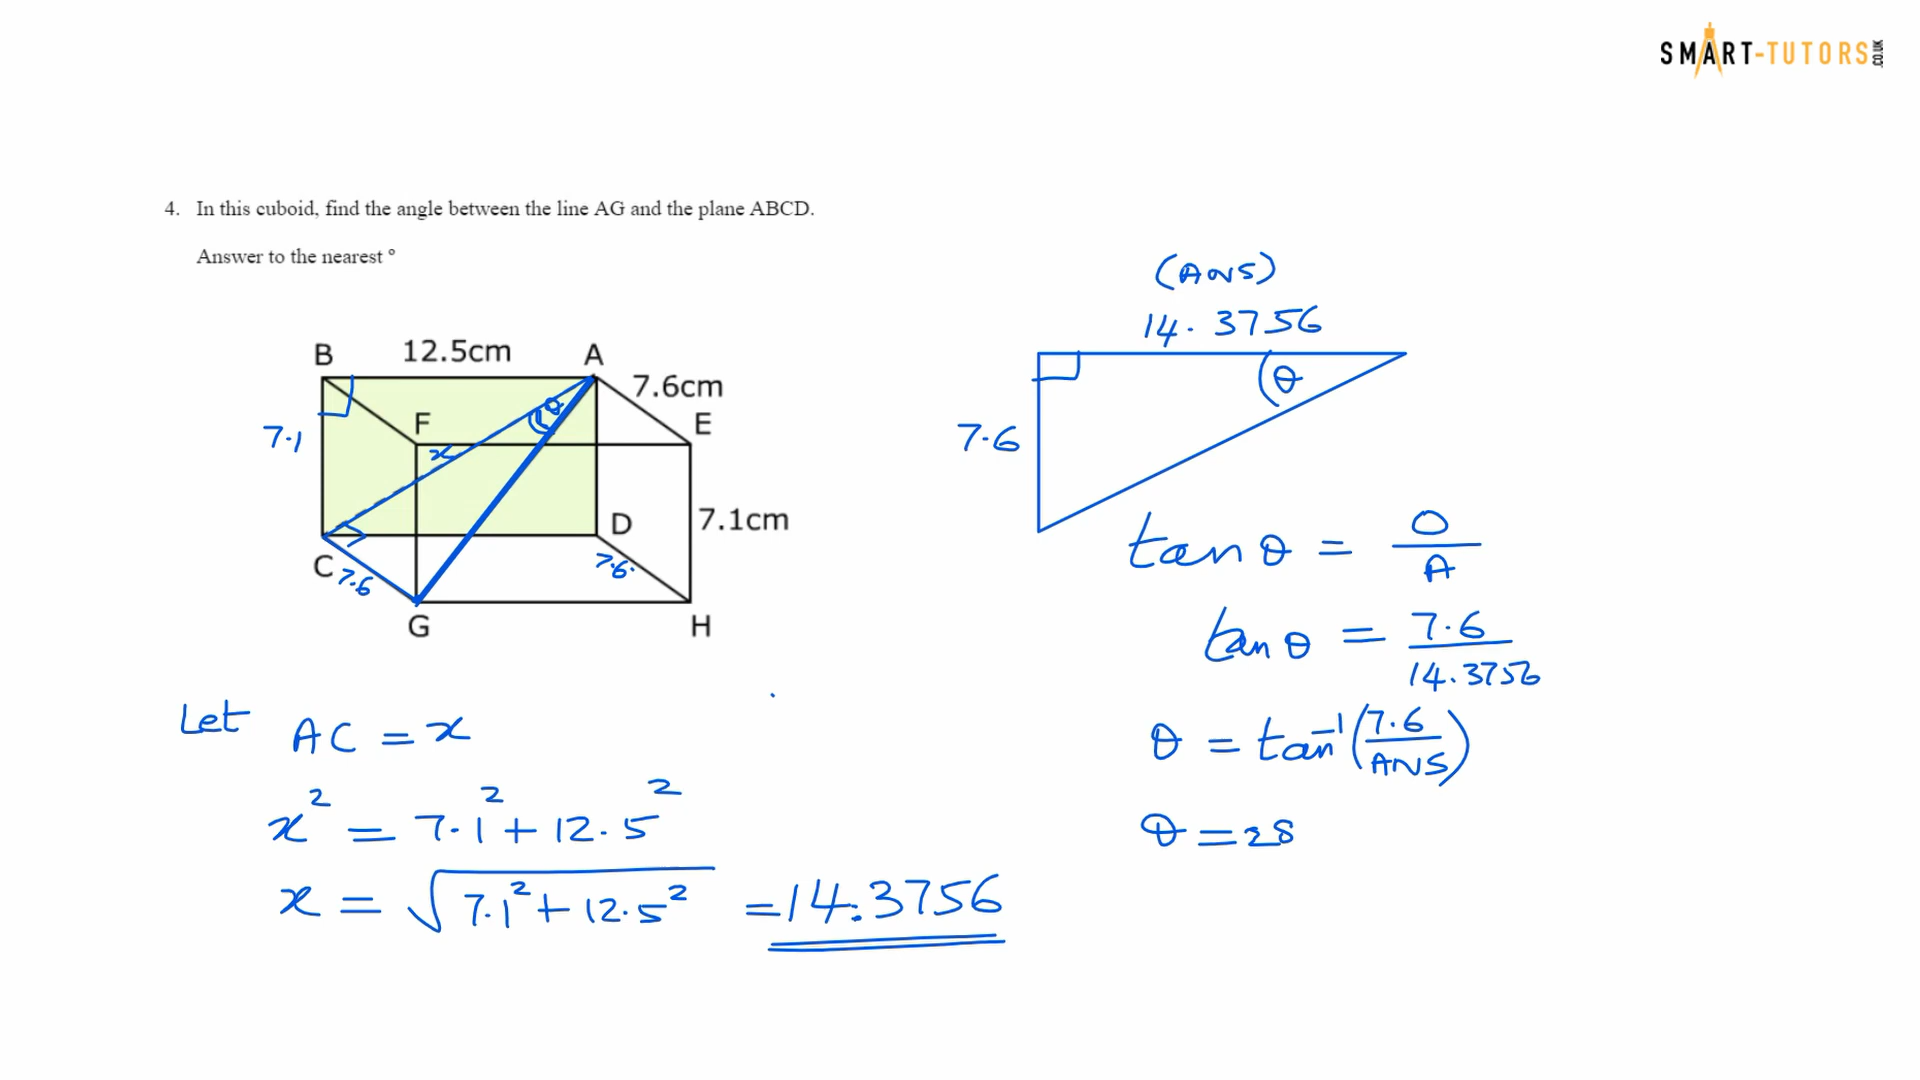 SMART-TUTORS.CO.UK
4. In this cuboid, find the angle between the line AG and the plane ABCD.
Answer to the nearest °
B 12.5cm A
7.6cm
F E
θ
x
7.1
D 7.1cm
C 7.6 7.6
G H
Let AC = x
x² = 7.1² + 12.5²
x = √7.1² + 12.5² = 14.3756
(ANS)
14.3756
θ
7.6
tan θ = O/A
tan θ = 7.6/14.3756
θ = tan⁻¹(7.6/ANS)
θ = 28